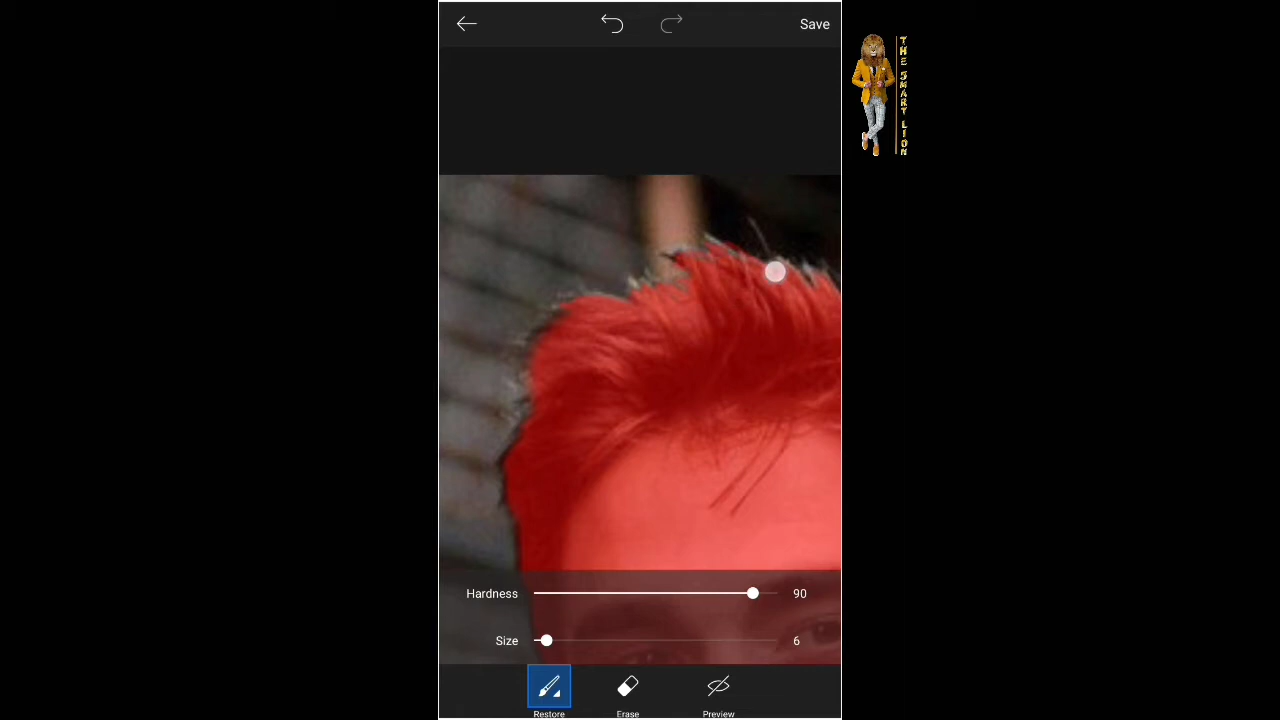 Save
THE SMART LION
Hardness 90
Size 6
Restore Erase Preview